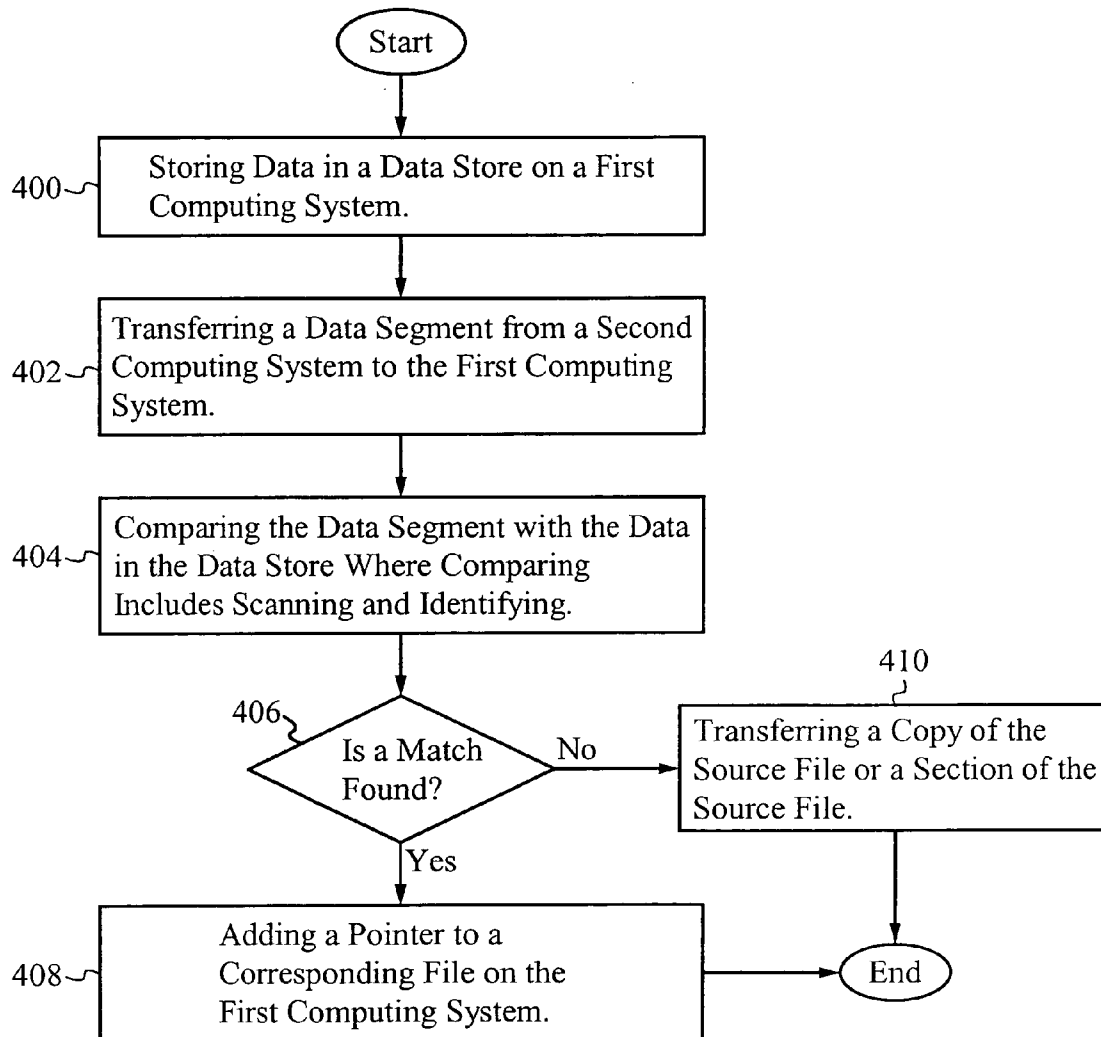 Start
400
Storing Data in a Data Store on a First
Computing System.
402
Transferring a Data Segment from a Second
Computing System to the First Computing
System.
404
Comparing the Data Segment with the Data
in the Data Store Where Comparing
Includes Scanning and Identifying.
406
Is a Match
Found?
No
410
Transferring a Copy of the
Source File or a Section of the
Source File.
Yes
408
Adding a Pointer to a
Corresponding File on the
First Computing System.
End